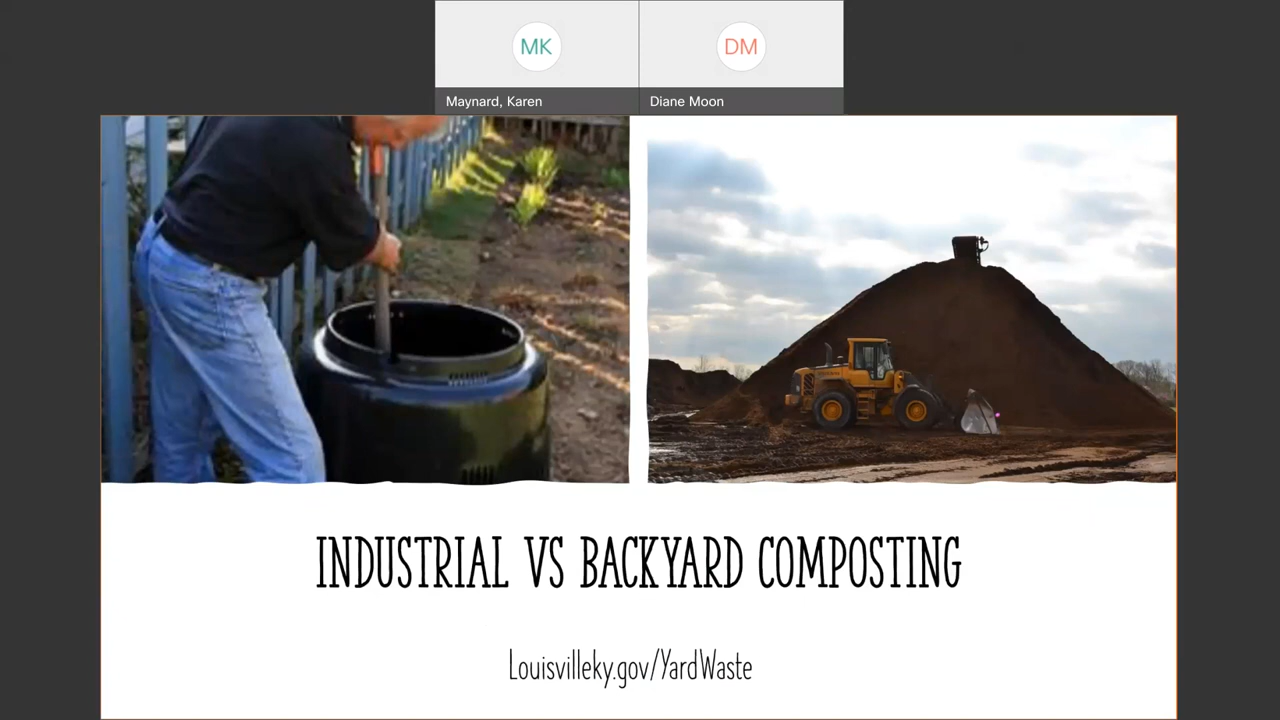 MK
DM
Maynard, Karen
Diane Moon
INDUSTRIAL VS BACKYARD COMPOSTING
Louisvilleky.gov/YardWaste